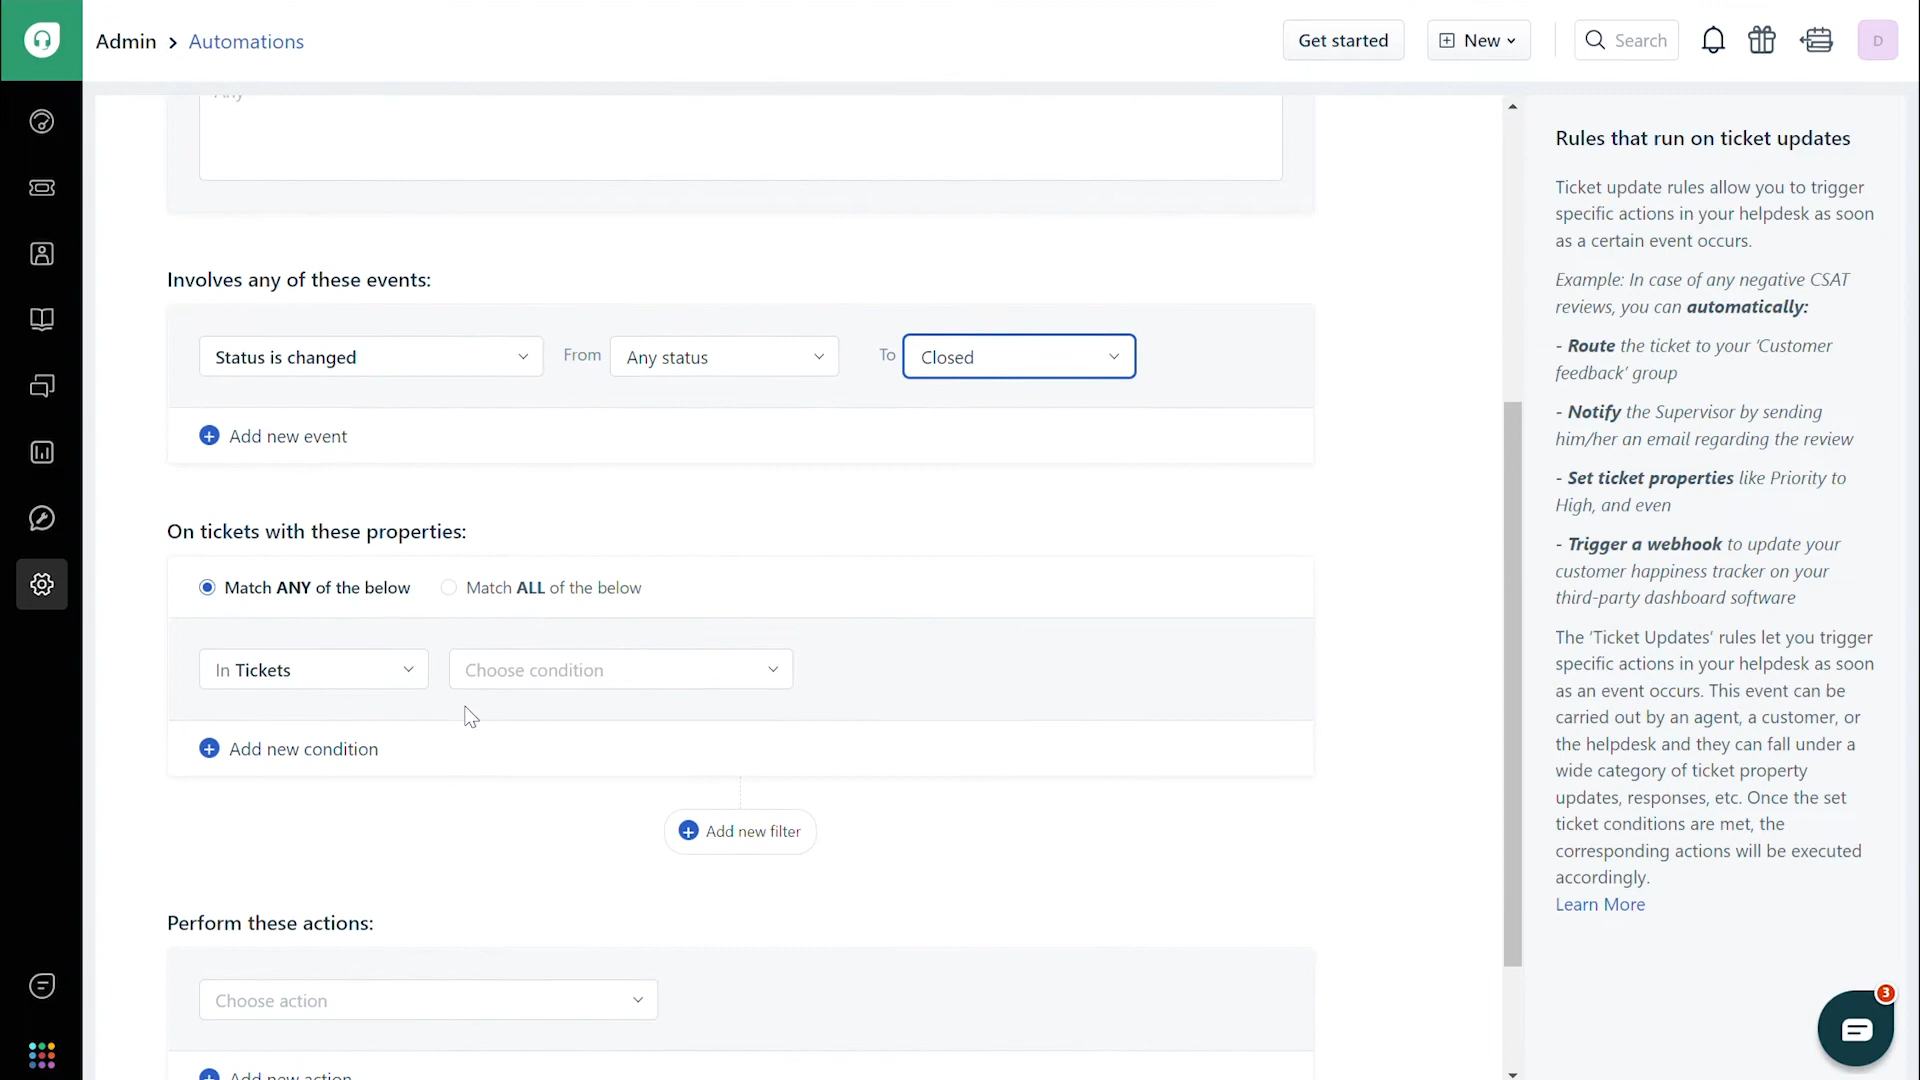 Admin > Automations
Get started
New
Search
D
Any
Involves any of these events:
Status is changed
From
Any status
To
Closed
Add new event
On tickets with these properties:
Match ANY of the below
Match ALL of the below
In Tickets
Choose condition
Add new condition
Add new filter
Perform these actions:
Choose action
Add new action
Rules that run on ticket updates
Ticket update rules allow you to trigger
specific actions in your helpdesk as soon
as a certain event occurs.
Example: In case of any negative CSAT
reviews, you can automatically:
- Route the ticket to your 'Customer
feedback' group
- Notify the Supervisor by sending
him/her an email regarding the review
- Set ticket properties like Priority to
High, and even
- Trigger a webhook to update your
customer happiness tracker on your
third-party dashboard software
The 'Ticket Updates' rules let you trigger
specific actions in your helpdesk as soon
as an event occurs. This event can be
carried out by an agent, a customer, or
the helpdesk and they can fall under a
wide category of ticket property
updates, responses, etc. Once the set
ticket conditions are met, the
corresponding actions will be executed
accordingly.
Learn More
3